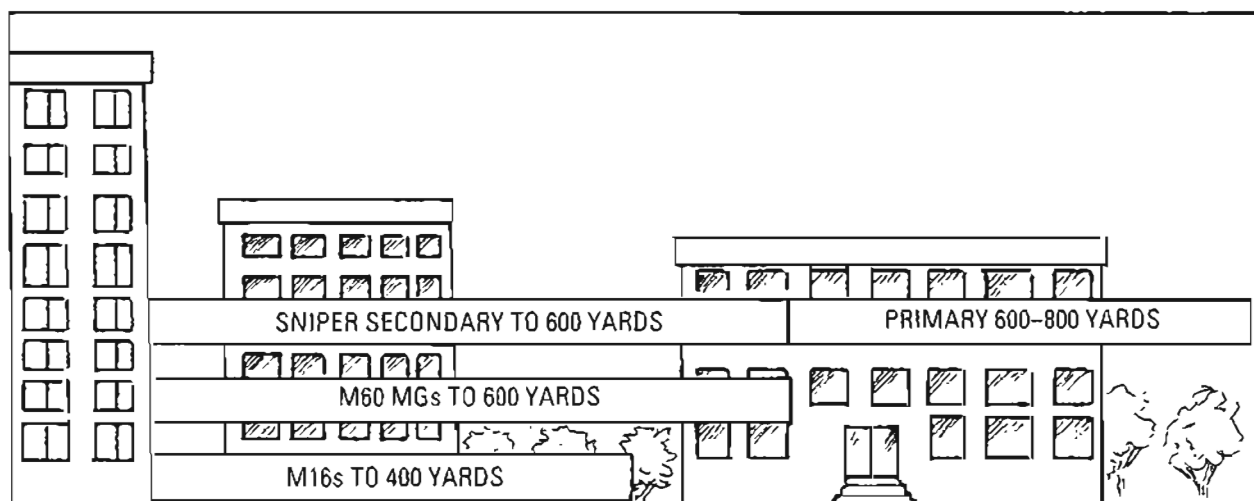 SNIPER SECONDARY TO 600 YARDS
PRIMARY 600–800 YARDS
M60 MGs TO 600 YARDS
M16s TO 400 YARDS